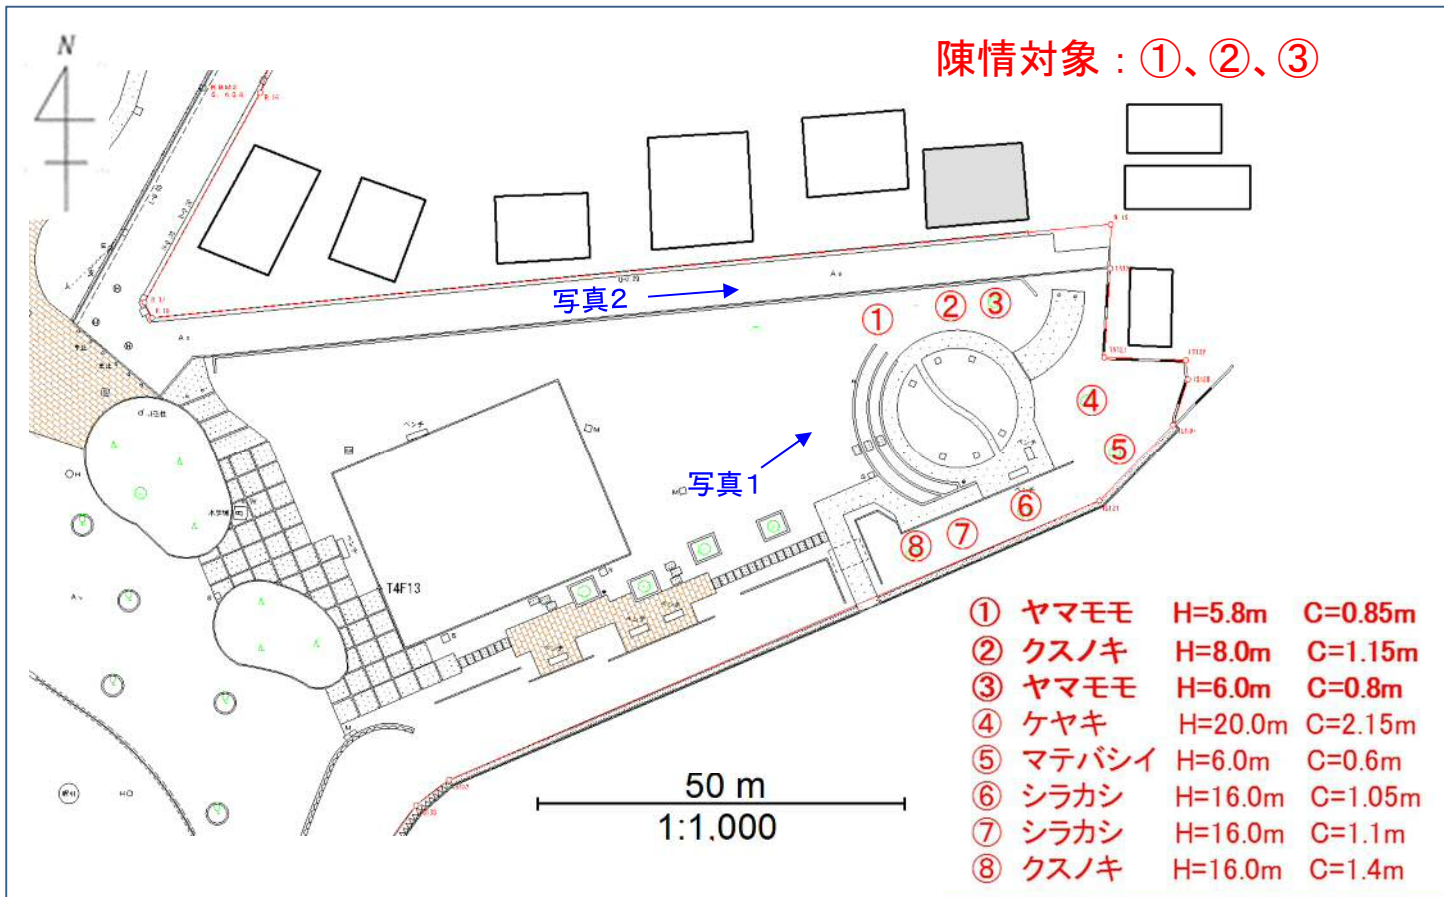 N
陳情対象：①、②、③
写真2
②
③
①
④
写真1
⑤
⑥
⑦
⑧
ベンチ
M
ベンチ
M
H
T4F13
50 m
1:1,000
① ヤマモモ H=5.8m C=0.85m
② クスノキ H=8.0m C=1.15m
③ ヤマモモ H=6.0m C=0.8m
④ ケヤキ H=20.0m C=2.15m
⑤ マテバシイ H=6.0m C=0.6m
⑥ シラカシ H=16.0m C=1.05m
⑦ シラカシ H=16.0m C=1.1m
⑧ クスノキ H=16.0m C=1.4m